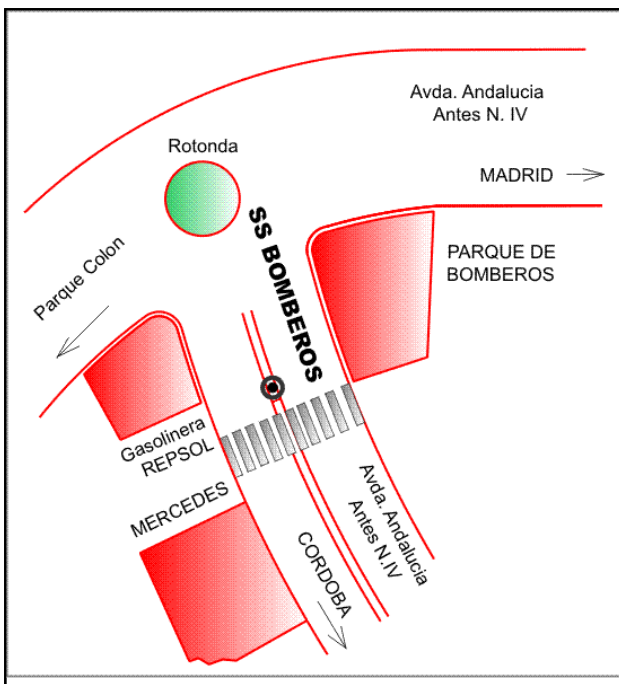 Avda. Andalucia
Antes N. IV
Rotonda
MADRID
SS BOMBEROS
PARQUE DE
BOMBEROS
Parque Colon
Gasolinera
REPSOL
MERCEDES
CORDOBA
Avda. Andalucia
Antes N.IV